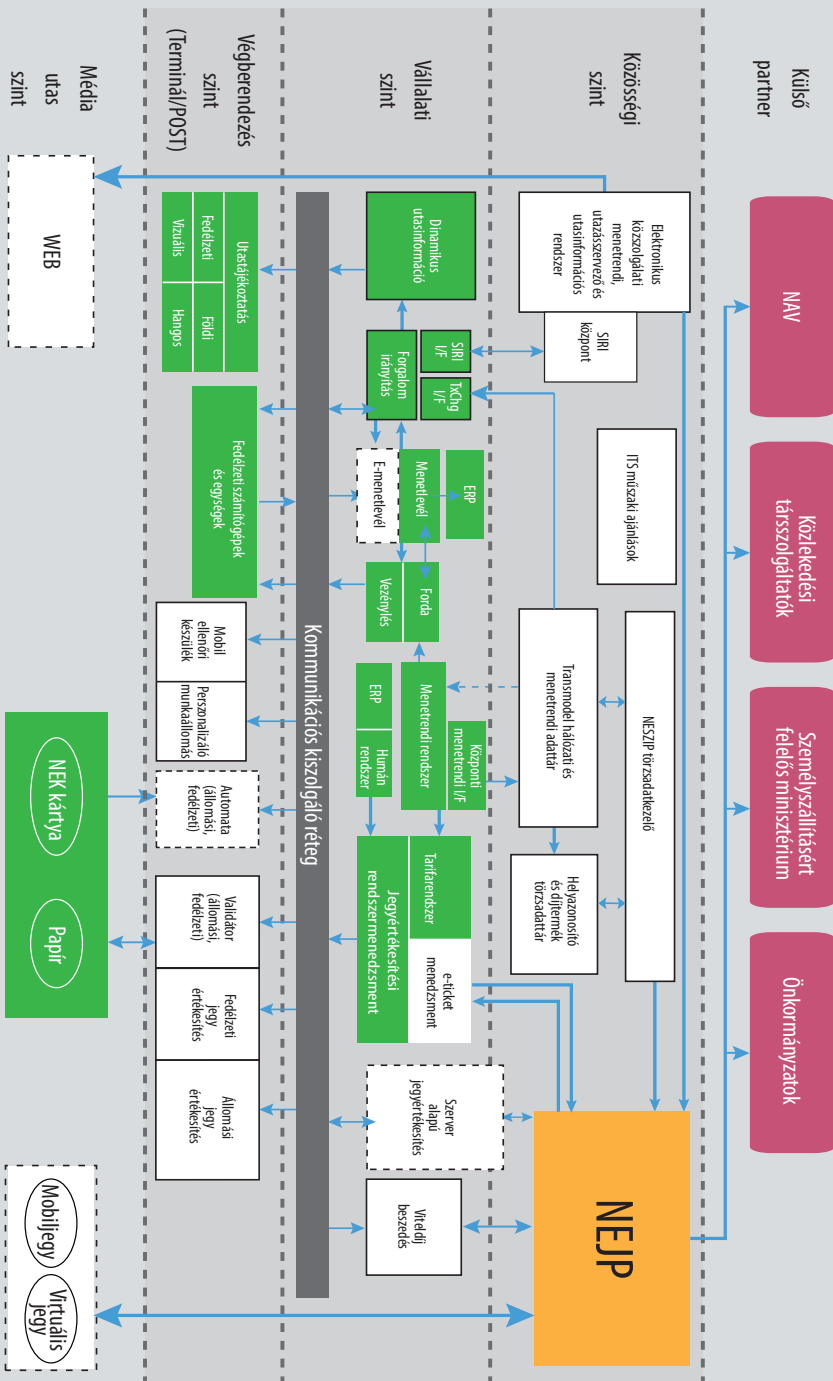 Külső
partner
NAV
Közlekedési
társszolgáltatók
Személyszállításért
felelős minisztérium
Önkormányzatok
Közösségi
szint
Elektronikus
közszolgálati
menetrendi,
utazásszervező és
utasinformációs
rendszer
SIRI
központ
ITS műszaki ajánlások
NESZIP törzsadatkezelő
Transmodel hálózati és
menetrendi adattár
Helyazonosító
és díjtermék
törzsadattár
NEJP
Vállalati
szint
Dinamikus
utasinformáció
SIRI
I/F
TxChg
I/F
Forgalom
irányítás
ERP
Menetlevél
E-menetlevél
Forda
Vezénylés
Központi
menetrendi I/F
Menetrendi rendszer
ERP
Humán
rendszer
Tarifarendszer
e-ticket
menedzsment
Jegyértékesítési
rendszermenedzsment
Szerver
alapú
jegyértékesítés
Viteldíj
beszedés
Kommunikációs kiszolgáló réteg
Végberendezés
szint
(Terminál/POST)
Utastájékoztatás
Fedélzeti
Földi
Vizuális
Hangos
Fedélzeti számítógépek
és egységek
Mobil
ellenőri
készülék
Perszonalizáló
munkaállomás
Automata
(állomási,
fedélzeti)
Validátor
(állomási,
fedélzeti)
Fedélzeti
jegy
értékesítés
Állomási
jegy
értékesítés
Média
utas
szint
WEB
NEK kártya
Papír
Mobiljegy
Virtuális
jegy